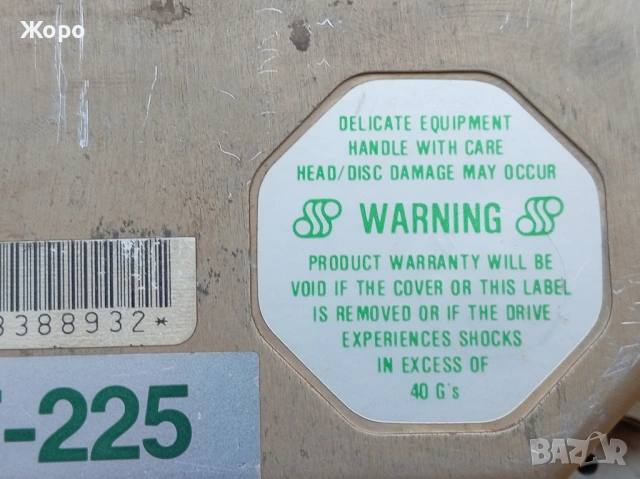 Жоро
DELICATE EQUIPMENT
HANDLE WITH CARE
HEAD/DISC DAMAGE MAY OCCUR
WARNING
PRODUCT WARRANTY WILL BE
VOID IF THE COVER OR THIS LABEL
IS REMOVED OR IF THE DRIVE
EXPERIENCES SHOCKS
IN EXCESS OF
40 G's
3388932*
-225
BAZAR